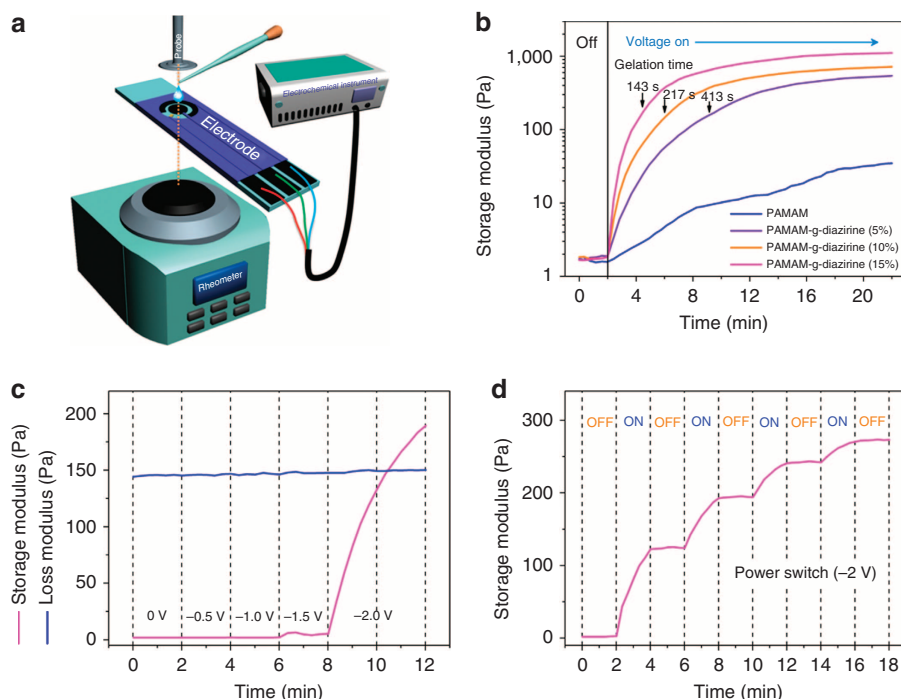 a
Probe
Electrochemical instrument
Electrode
Rheometer
b
Storage modulus (Pa)
1,000
100
10
1
Off
Voltage on
Gelation time
143 s
217 s
413 s
PAMAM
PAMAM-g-diazirine (5%)
PAMAM-g-diazirine (10%)
PAMAM-g-diazirine (15%)
0 4 8 12 16 20
Time (min)
c
Storage modulus (Pa)
Loss modulus (Pa)
200
150
100
50
0
0 V –0.5 V –1.0 V –1.5 V –2.0 V
0 2 4 6 8 10 12
Time (min)
d
Storage modulus (Pa)
300
200
100
0
OFF ON OFF ON OFF ON OFF ON OFF
Power switch (–2 V)
0 2 4 6 8 10 12 14 16 18
Time (min)